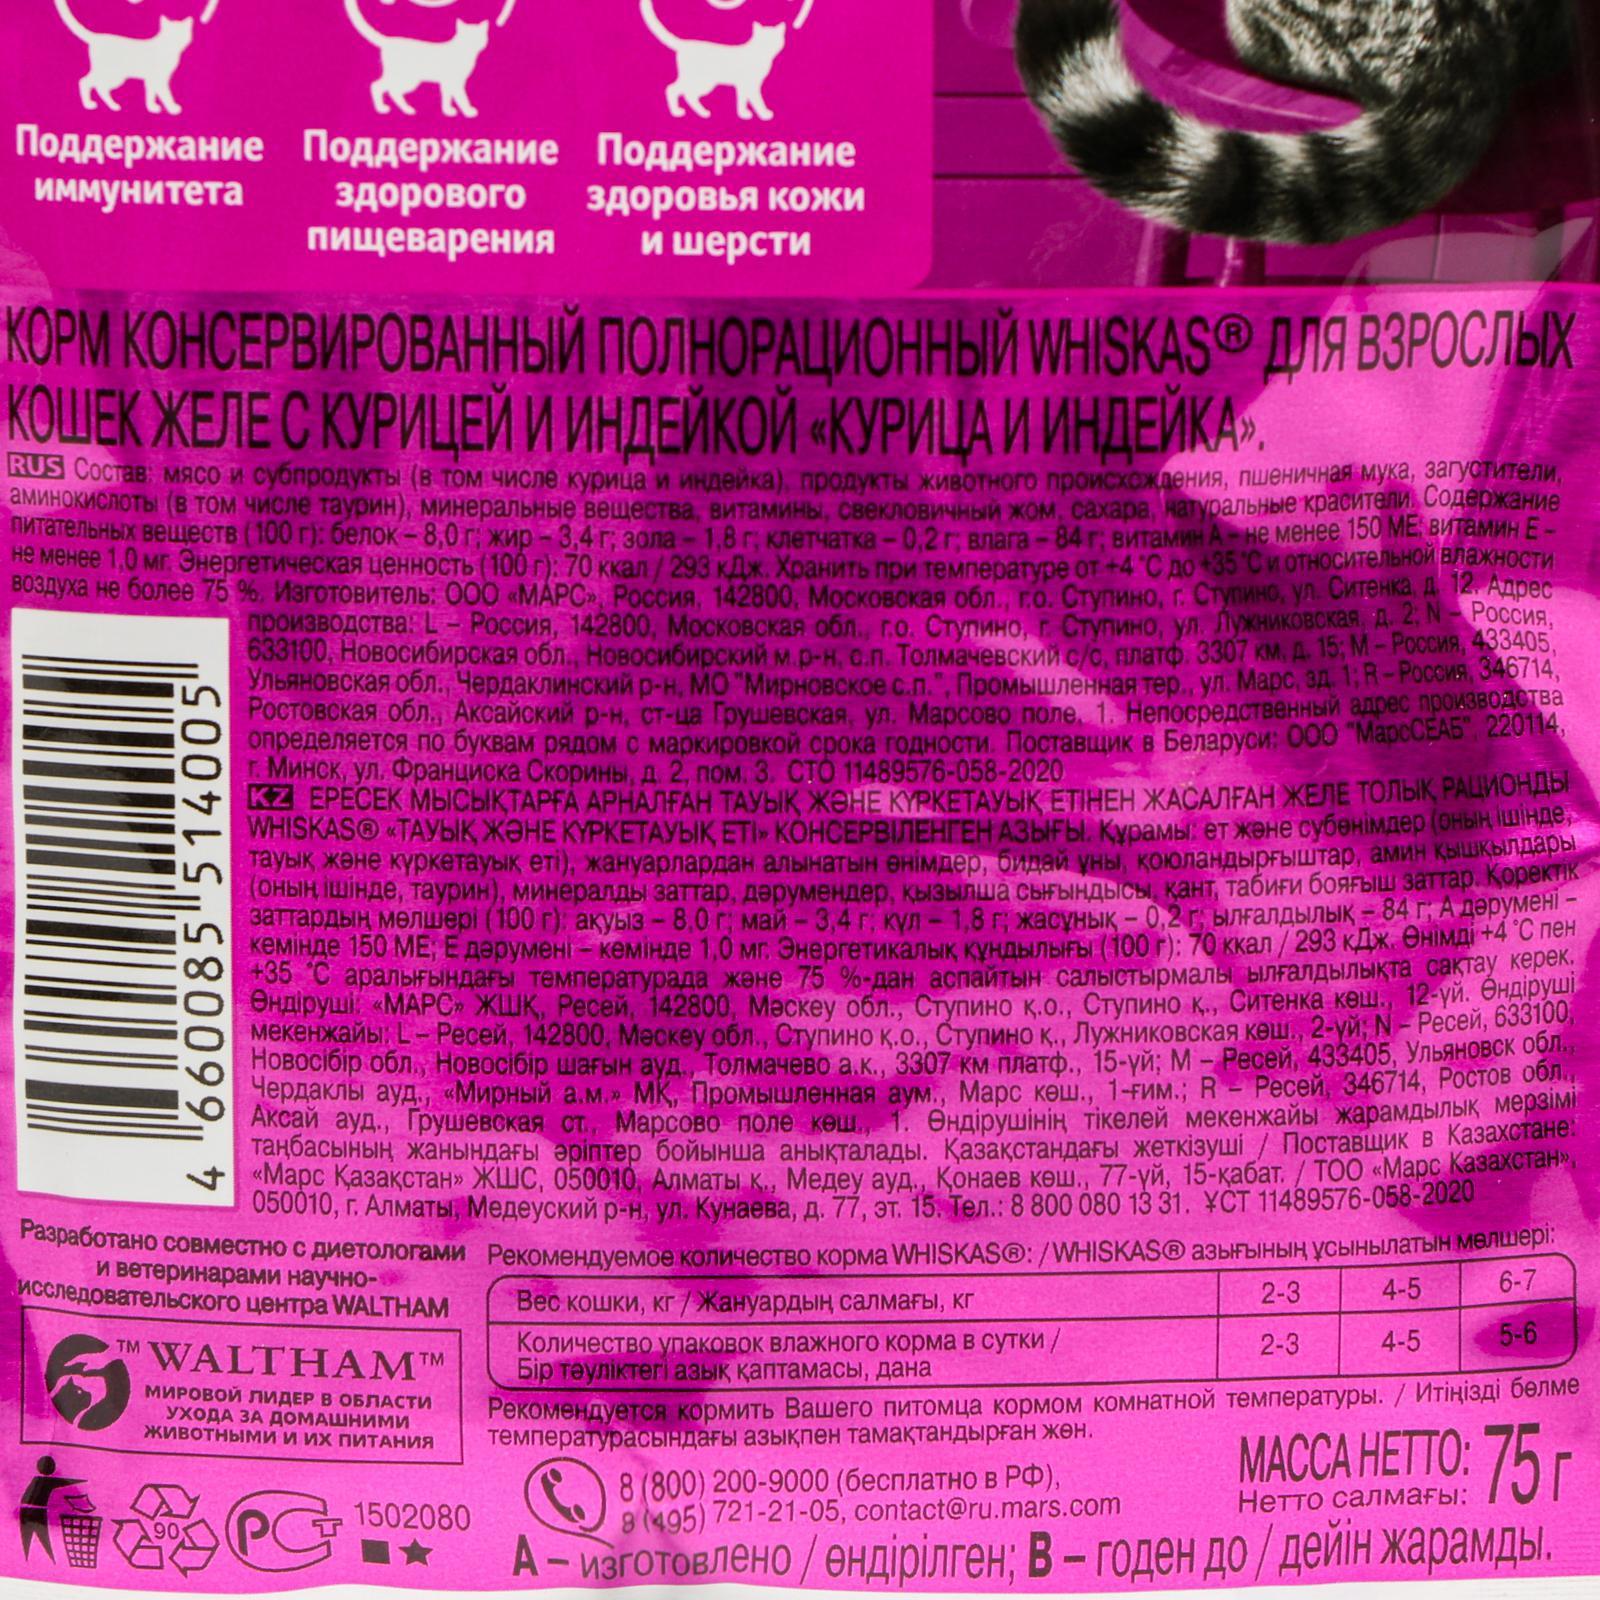 Поддержание
иммунитета
Поддержание
здорового
пищеварения
Поддержание
здоровья кожи
и шерсти
КОРМ КОНСЕРВИРОВАННЫЙ ПОЛНОРАЦИОННЫЙ WHISKAS® ДЛЯ ВЗРОСЛЫХ
КОШЕК ЖЕЛЕ С КУРИЦЕЙ И ИНДЕЙКОЙ «КУРИЦА И ИНДЕЙКА».
RUS Состав: мясо и субпродукты (в том числе курица и индейка), продукты животного происхождения, пшеничная мука, загустители,
аминокислоты (в том числе таурин), минеральные вещества, витамины, свекловичный жом, сахара, натуральные красители. Содержание
питательных веществ (100 г): белок – 8,0 г; жир – 3,4 г; зола – 1,8 г; клетчатка – 0,2 г; влага – 84 г; витамин А – не менее 150 МЕ; витамин Е –
не менее 1,0 мг. Энергетическая ценность (100 г): 70 ккал / 293 кДж. Хранить при температуре от +4 °С до +35 °С и относительной влажности
воздуха не более 75 %. Изготовитель: ООО «МАРС», Россия, 142800, Московская обл., г.о. Ступино, г. Ступино, ул. Ситенка, д. 12. Адрес
производства: L – Россия, 142800, Московская обл., г.о. Ступино, г. Ступино, ул. Лужниковская, д. 2; N – Россия,
633100, Новосибирская обл., Новосибирский м.р-н, с.п. Толмачевский с/с, платф. 3307 км, д. 15; М – Россия, 433405,
Ульяновская обл., Чердаклинский р-н, МО "Мирновское с.п.", Промышленная тер., ул. Марс, зд. 1; R – Россия, 346714,
Ростовская обл., Аксайский р-н, ст-ца Грушевская, ул. Марсово поле, 1. Непосредственный адрес производства
определяется по буквам рядом с маркировкой срока годности. Поставщик в Беларуси: ООО "МарсСЕАБ", 220114,
г. Минск, ул. Франциска Скорины, д. 2, пом. 3. СТО 11489576-058-2020
KZ ЕРЕСЕК МЫСЫҚТАРҒА АРНАЛҒАН ТАУЫҚ ЖӘНЕ КҮРКЕТАУЫҚ ЕТІНЕН ЖАСАЛҒАН ЖЕЛЕ ТОЛЫҚ РАЦИОНДЫ
WHISKAS® «ТАУЫҚ ЖӘНЕ КҮРКЕТАУЫҚ ЕТІ» КОНСЕРВІЛЕНГЕН АЗЫҒЫ. Құрамы: ет және субөнімдер (оның ішінде,
тауық және күркетауық еті), жануарлардан алынатын өнімдер, бидай ұны, қоюландырғыштар, амин қышқылдары
(оның ішінде, таурин), минералды заттар, дәрумендер, қызылша сығындысы, қант, табиғи бояғыш заттар. Қоректік
заттардың мөлшері (100 г): ақуыз – 8,0 г; май – 3,4 г; күл – 1,8 г; жасұнық – 0,2 г; ылғалдылық – 84 г; А дәрумені –
кемінде 150 МЕ; Е дәрумені – кемінде 1,0 мг. Энергетикалық құндылығы (100 г): 70 ккал / 293 кДж. Өнімді +4 °С пен
+35 °С аралығындағы температурада және 75 %-дан аспайтын салыстырмалы ылғалдылықта сақтау керек.
Өндіруші: «МАРС» ЖШҚ, Ресей, 142800, Мәскеу обл., Ступино қ.о., Ступино қ., Ситенка көш., 12-үй. Өндіруші
мекенжайы: L – Ресей, 142800, Мәскеу обл., Ступино қ.о., Ступино қ., Лужниковская көш., 2-үй; N – Ресей, 633100,
Новосібір обл., Новосібір шағын ауд., Толмачево а.к., 3307 км платф., 15-үй; М – Ресей, 433405, Ульяновск обл.,
Чердаклы ауд., «Мирный а.м.» МҚ, Промышленная аум., Марс көш., 1-ғим.; R – Ресей, 346714, Ростов обл.,
Аксай ауд., Грушевская ст., Марсово поле көш., 1. Өндірушінің тікелей мекенжайы жарамдылық мерзімі
таңбасының жанындағы әріптер бойынша анықталады. Қазақстандағы жеткізуші / Поставщик в Казахстане:
«Марс Қазақстан» ЖШС, 050010, Алматы қ., Медеу ауд., Қонаев көш., 77-үй, 15-қабат. / ТОО «Марс Казахстан»,
050010, г. Алматы, Медеуский р-н, ул. Кунаева, д. 77, эт. 15. Тел.: 8 800 080 13 31. ҰСТ 11489576-058-2020
4 660085 514005
Разработано совместно с диетологами
и ветеринарами научно-
исследовательского центра WALTHAM
™ WALTHAM™
МИРОВОЙ ЛИДЕР В ОБЛАСТИ
УХОДА ЗА ДОМАШНИМИ
ЖИВОТНЫМИ И ИХ ПИТАНИЯ
Рекомендуемое количество корма WHISKAS®: / WHISKAS® азығының ұсынылатын мөлшері:
Вес кошки, кг / Жануардың салмағы, кг 2-3 4-5 6-7
Количество упаковок влажного корма в сутки /
Бір тәуліктегі азық қаптамасы, дана 2-3 4-5 5-6
Рекомендуется кормить Вашего питомца кормом комнатной температуры. / Итіңізді бөлме
температурасындағы азықпен тамақтандырған жөн.
8 (800) 200-9000 (бесплатно в РФ),
8 (495) 721-21-05, contact@ru.mars.com
МАССА НЕТТО: 75 г
Нетто салмағы:
90
РСТ
1502080
А – изготовлено / өндірілген; В – годен до / дейін жарамды.